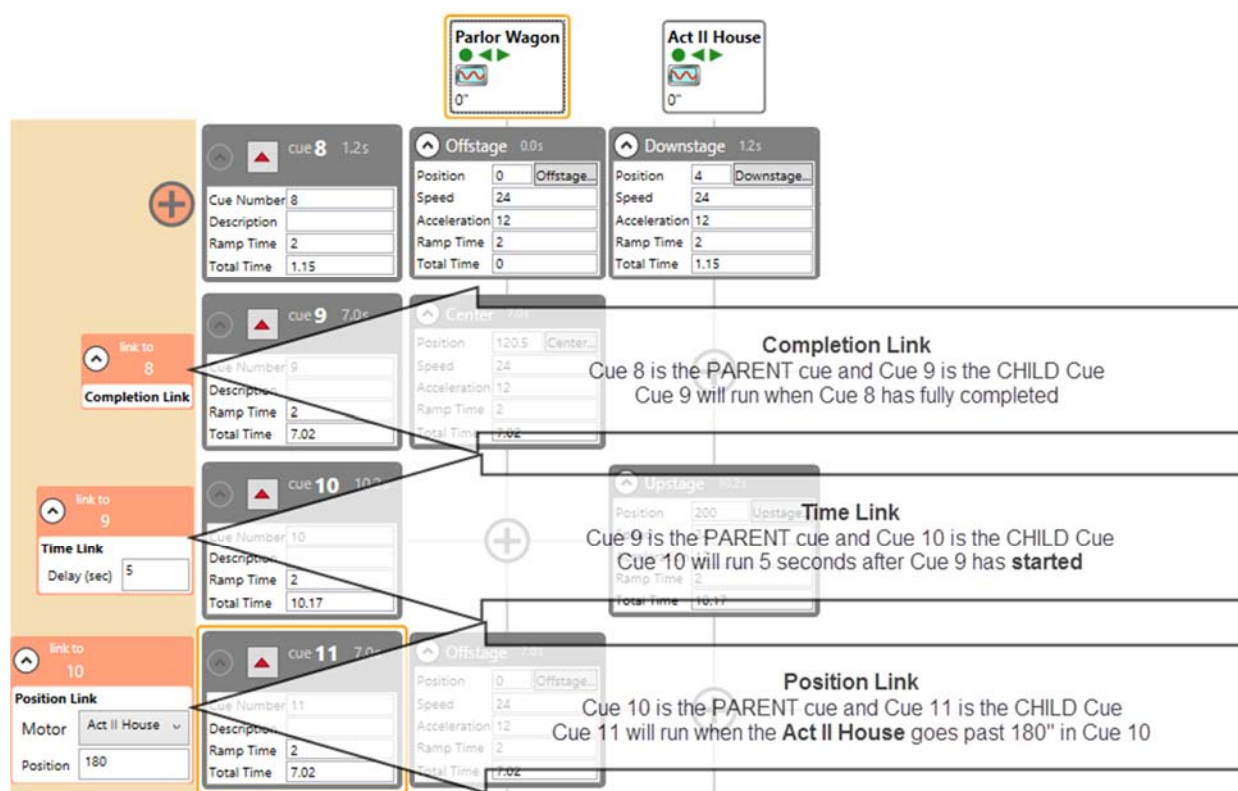 Parlor Wagon
0"
Act II House
0"
cue 8 1.2s
Cue Number 8
Description
Ramp Time 2
Total Time 1.15
Offstage 0.0s
Position 0 Offstage...
Speed 24
Acceleration 12
Ramp Time 2
Total Time 0
Downstage 1.2s
Position 4 Downstage...
Speed 24
Acceleration 12
Ramp Time 2
Total Time 1.15
link to
8
Completion Link
cue 9 7.0s
Cue Number 9
Description
Ramp Time 2
Total Time 7.02
Center 7.0s
Position 120.5 Center...
Speed 24
Acceleration 12
Ramp Time 2
Total Time 7.02
Completion Link
Cue 8 is the PARENT cue and Cue 9 is the CHILD Cue
Cue 9 will run when Cue 8 has fully completed
link to
9
Time Link
Delay (sec) 5
cue 10 10.2s
Cue Number 10
Description
Ramp Time 2
Total Time 10.17
Upstage 10.2s
Position 200 Upstage...
Ramp Time 2
Total Time 10.17
Time Link
Cue 9 is the PARENT cue and Cue 10 is the CHILD Cue
Cue 10 will run 5 seconds after Cue 9 has started
link to
10
Position Link
Motor Act II House
Position 180
cue 11 7.0s
Cue Number 11
Description
Ramp Time 2
Total Time 7.02
Offstage 7.0s
Position 0 Offstage...
Speed 24
Acceleration 12
Ramp Time 2
Total Time 7.02
Position Link
Cue 10 is the PARENT cue and Cue 11 is the CHILD Cue
Cue 11 will run when the Act II House goes past 180" in Cue 10